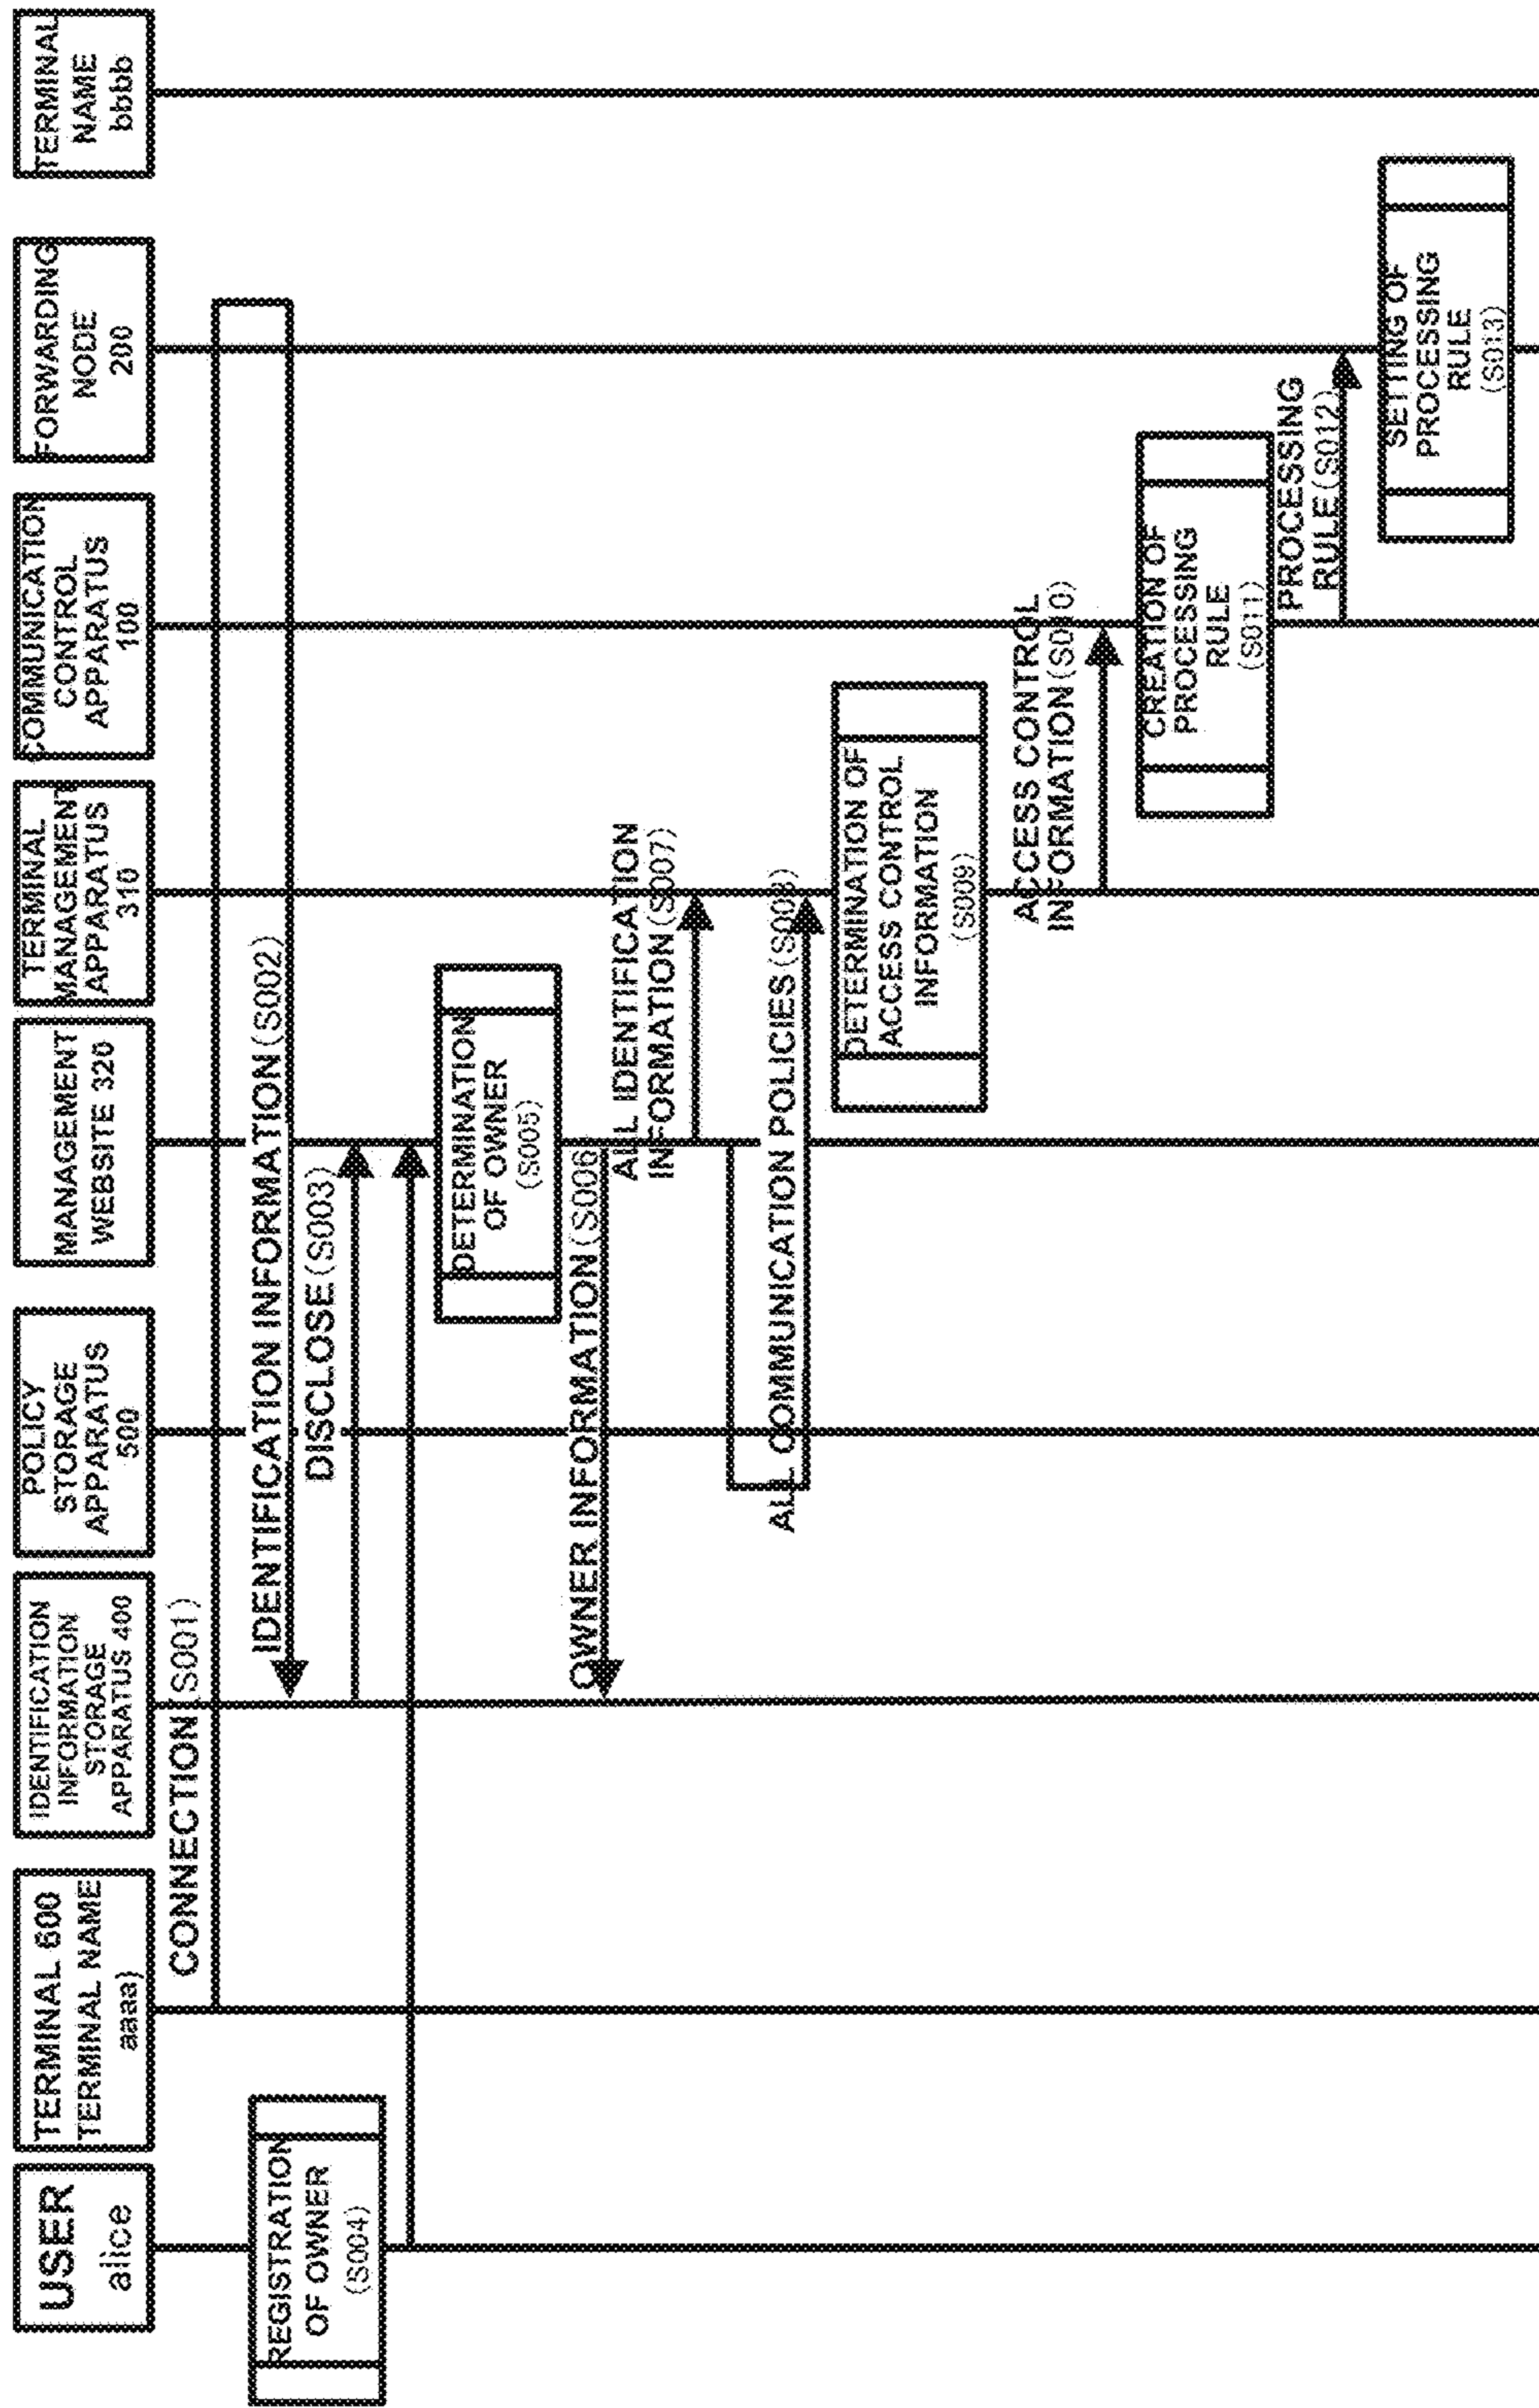 USER
alice
TERMINAL 600
TERMINAL NAME
aaaa}
IDENTIFICATION
INFORMATION
STORAGE
APPARATUS 400
POLICY
STORAGE
APPARATUS
500
MANAGEMENT
WEBSITE 320
TERMINAL
MANAGEMENT
APPARATUS
310
COMMUNICATION
CONTROL
APPARATUS
100
FORWARDING
NODE
200
TERMINAL
NAME
bbbb
CONNECTION (S001)
IDENTIFICATION INFORMATION (S002)
DISCLOSE (S003)
REGISTRATION
OF OWNER
(S004)
DETERMINATION
OF OWNER
(S005)
OWNER INFORMATION (S006)
ALL IDENTIFICATION
INFORMATION (S007)
ALL COMMUNICATION POLICIES (S008)
DETERMINATION OF
ACCESS CONTROL
INFORMATION
(S009)
ACCESS CONTROL
INFORMATION (S010)
CREATION OF
PROCESSING
RULE
(S011)
PROCESSING
RULE (S012)
SETTING OF
PROCESSING
RULE
(S013)